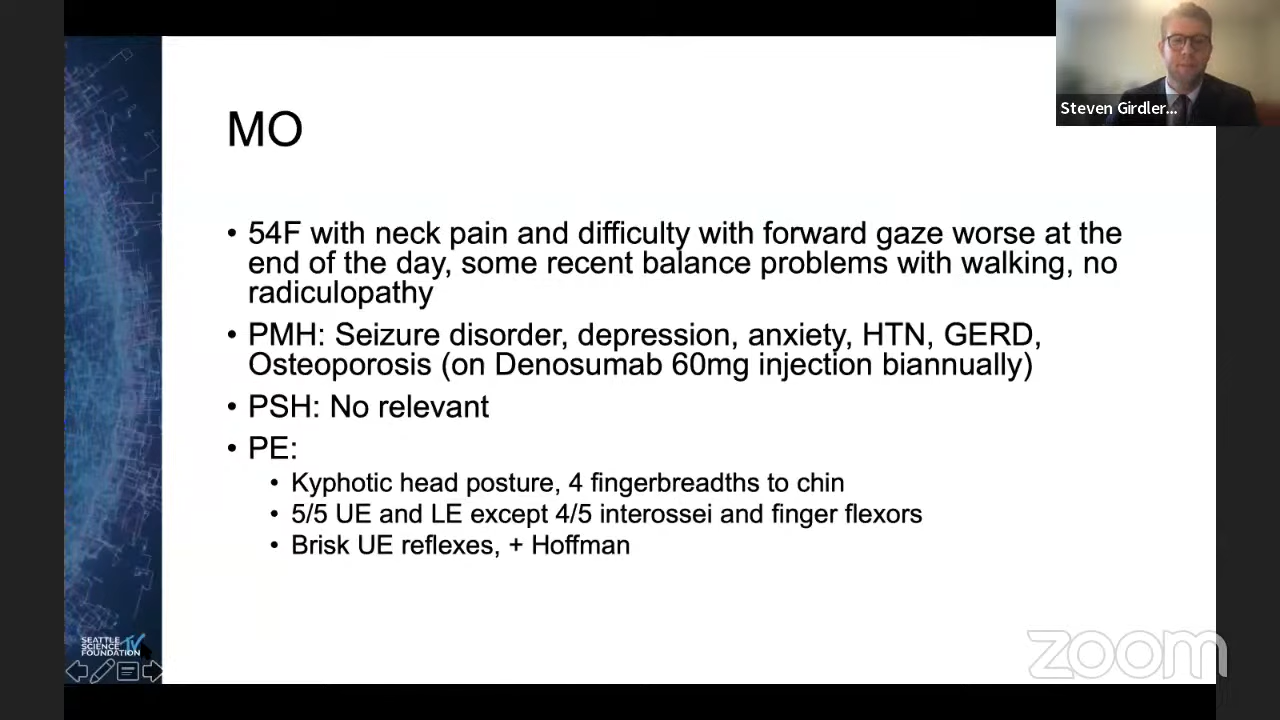 Steven Girdler...
MO
• 54F with neck pain and difficulty with forward gaze worse at the
end of the day, some recent balance problems with walking, no
radiculopathy
• PMH: Seizure disorder, depression, anxiety, HTN, GERD,
Osteoporosis (on Denosumab 60mg injection biannually)
• PSH: No relevant
• PE:
• Kyphotic head posture, 4 fingerbreadths to chin
• 5/5 UE and LE except 4/5 interossei and finger flexors
• Brisk UE reflexes, + Hoffman
SEATTLE
SCIENCE
FOUNDATION
TV
zoom